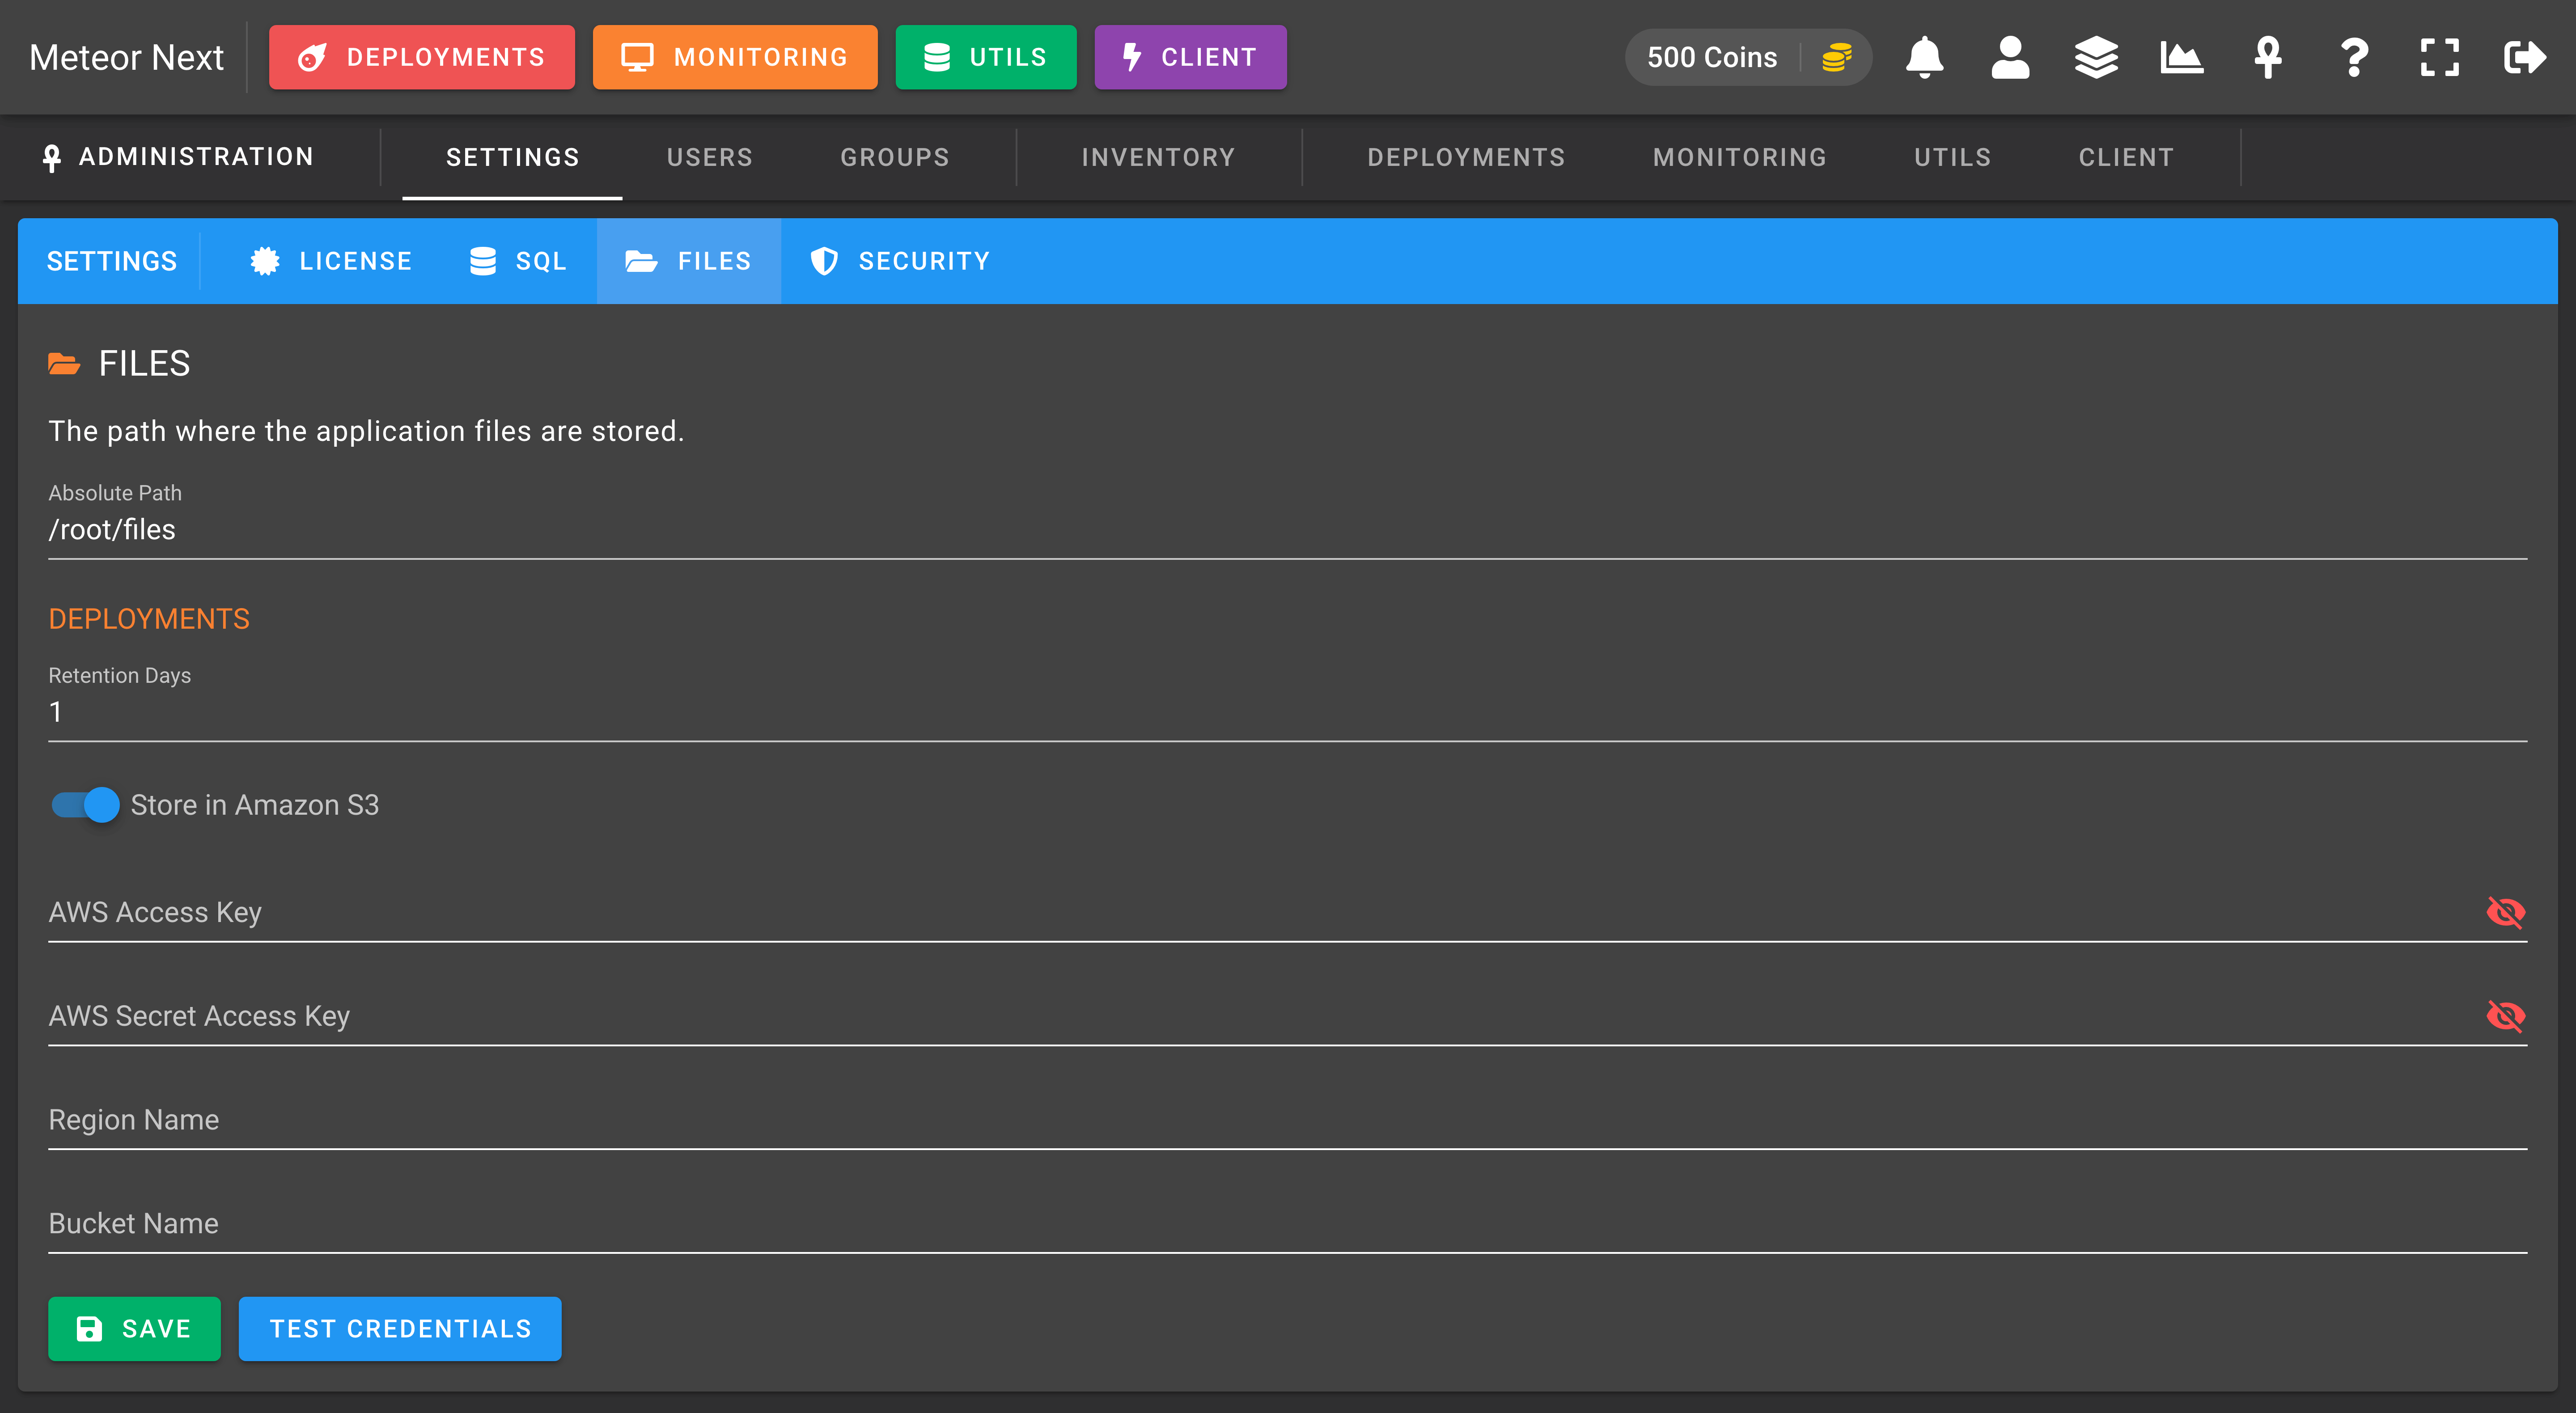 Meteor Next DEPLOYMENTS MONITORING UTILS CLIENT 500 Coins
ADMINISTRATION SETTINGS USERS GROUPS INVENTORY DEPLOYMENTS MONITORING UTILS CLIENT
SETTINGS LICENSE SQL FILES SECURITY
FILES
The path where the application files are stored.
Absolute Path
/root/files
DEPLOYMENTS
Retention Days
1
Store in Amazon S3
AWS Access Key
AWS Secret Access Key
Region Name
Bucket Name
SAVE TEST CREDENTIALS